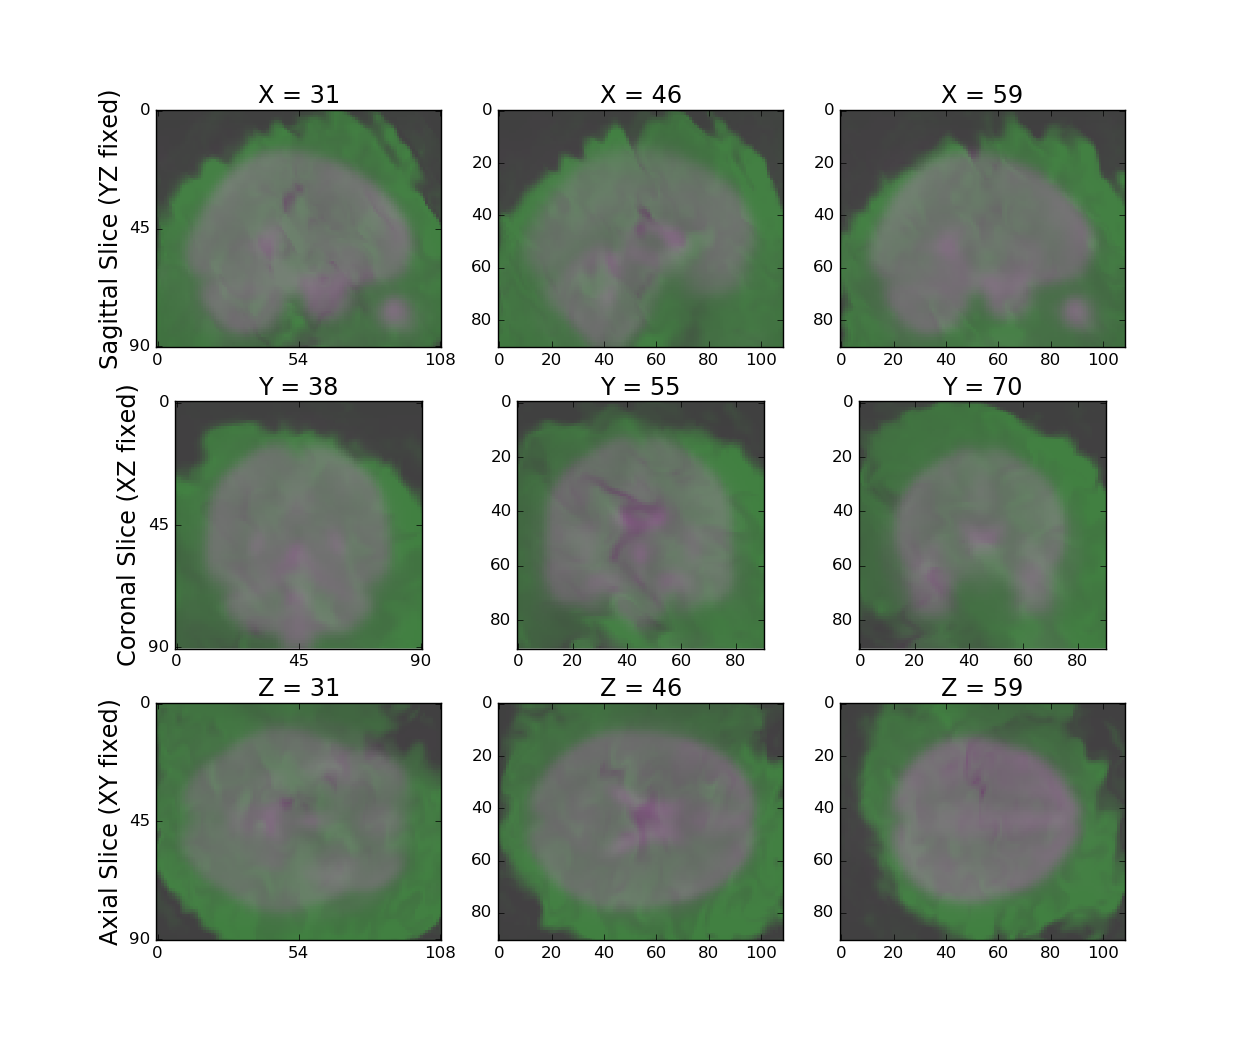 X = 31 X = 46 X = 59
Sagittal Slice (YZ fixed)
0 45 90
0 54 108
0 20 40 60 80
0 20 40 60 80 100
0 20 40 60 80
0 20 40 60 80 100
Y = 38 Y = 55 Y = 70
Coronal Slice (XZ fixed)
0 45 90
0 45 90
0 20 40 60 80
0 20 40 60 80
0 20 40 60 80
0 20 40 60 80
Z = 31 Z = 46 Z = 59
Axial Slice (XY fixed)
0 45 90
0 54 108
0 20 40 60 80
0 20 40 60 80 100
0 20 40 60 80
0 20 40 60 80 100